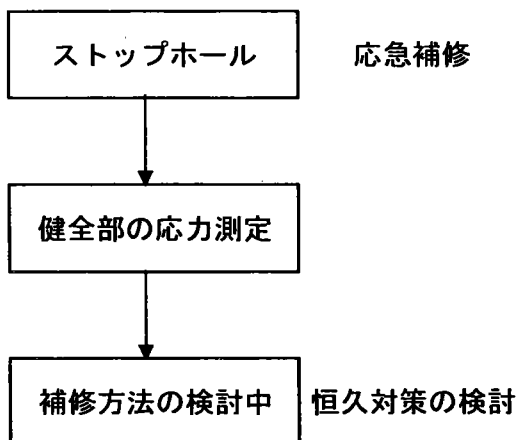 ストップホール 応急補修
健全部の応力測定
補修方法の検討中 恒久対策の検討